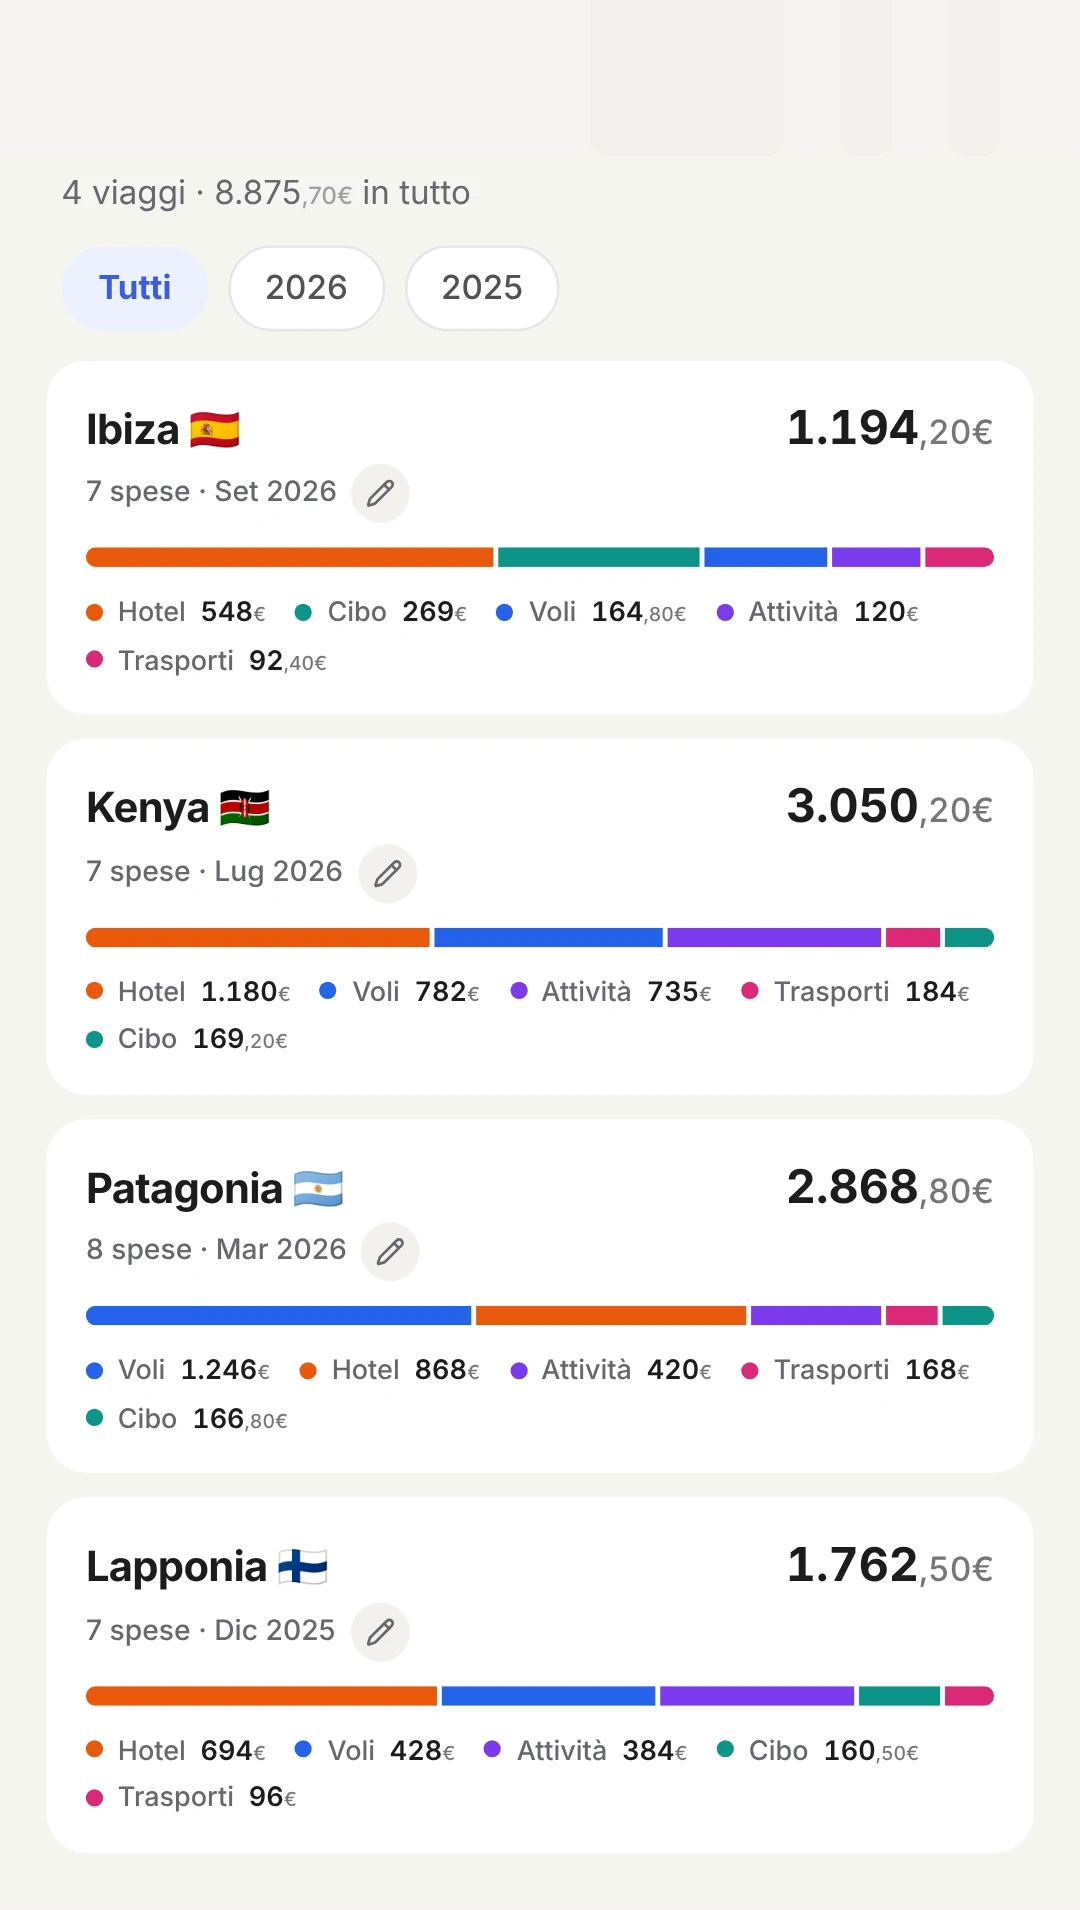 4 viaggi · 8.875,70€ in tutto
Tutti 2026 2025
Ibiza 🇪🇸 1.194,20€
7 spese · Set 2026
Hotel 548€ Cibo 269€ Voli 164,80€ Attività 120€
Trasporti 92,40€
Kenya 🇰🇪 3.050,20€
7 spese · Lug 2026
Hotel 1.180€ Voli 782€ Attività 735€ Trasporti 184€
Cibo 169,20€
Patagonia 🇦🇷 2.868,80€
8 spese · Mar 2026
Voli 1.246€ Hotel 868€ Attività 420€ Trasporti 168€
Cibo 166,80€
Lapponia 🇫🇮 1.762,50€
7 spese · Dic 2025
Hotel 694€ Voli 428€ Attività 384€ Cibo 160,50€
Trasporti 96€